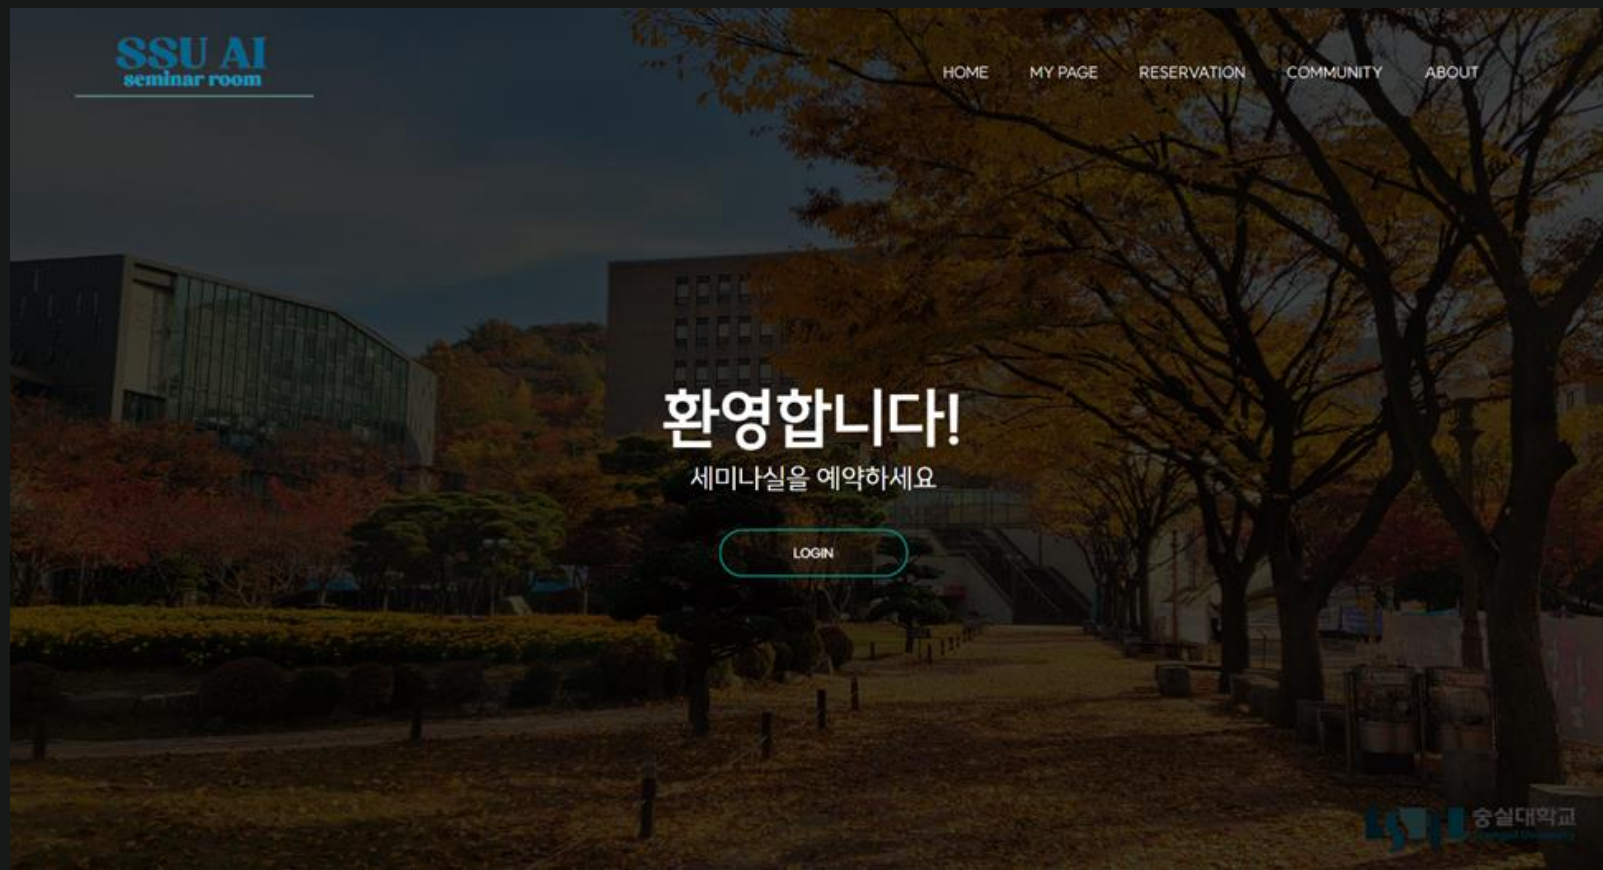 SSU AI
seminar room
HOME
MY PAGE
RESERVATION
COMMUNITY
ABOUT
환영합니다!
세미나실을 예약하세요
LOGIN
숭실대학교